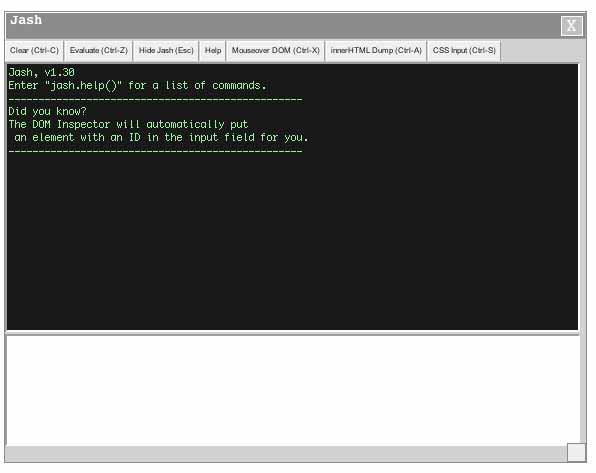 Jash
X
Clear (Ctrl-C) Evaluate (Ctrl-Z) Hide Jash (Esc) Help Mouseover DOM (Ctrl-X) innerHTML Dump (Ctrl-A) CSS Input (Ctrl-S)
Jash, v1.30
Enter "jash.help()" for a list of commands.
-------------------------------------------------
Did you know?
The DOM Inspector will automatically put
an element with an ID in the input field for you.
-------------------------------------------------